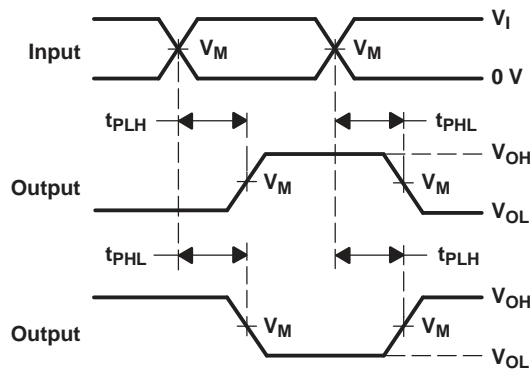 V_I
Input V_M V_M
0 V
t_PLH t_PHL
V_OH
Output V_M V_M
V_OL
t_PHL t_PLH
V_OH
Output V_M V_M
V_OL